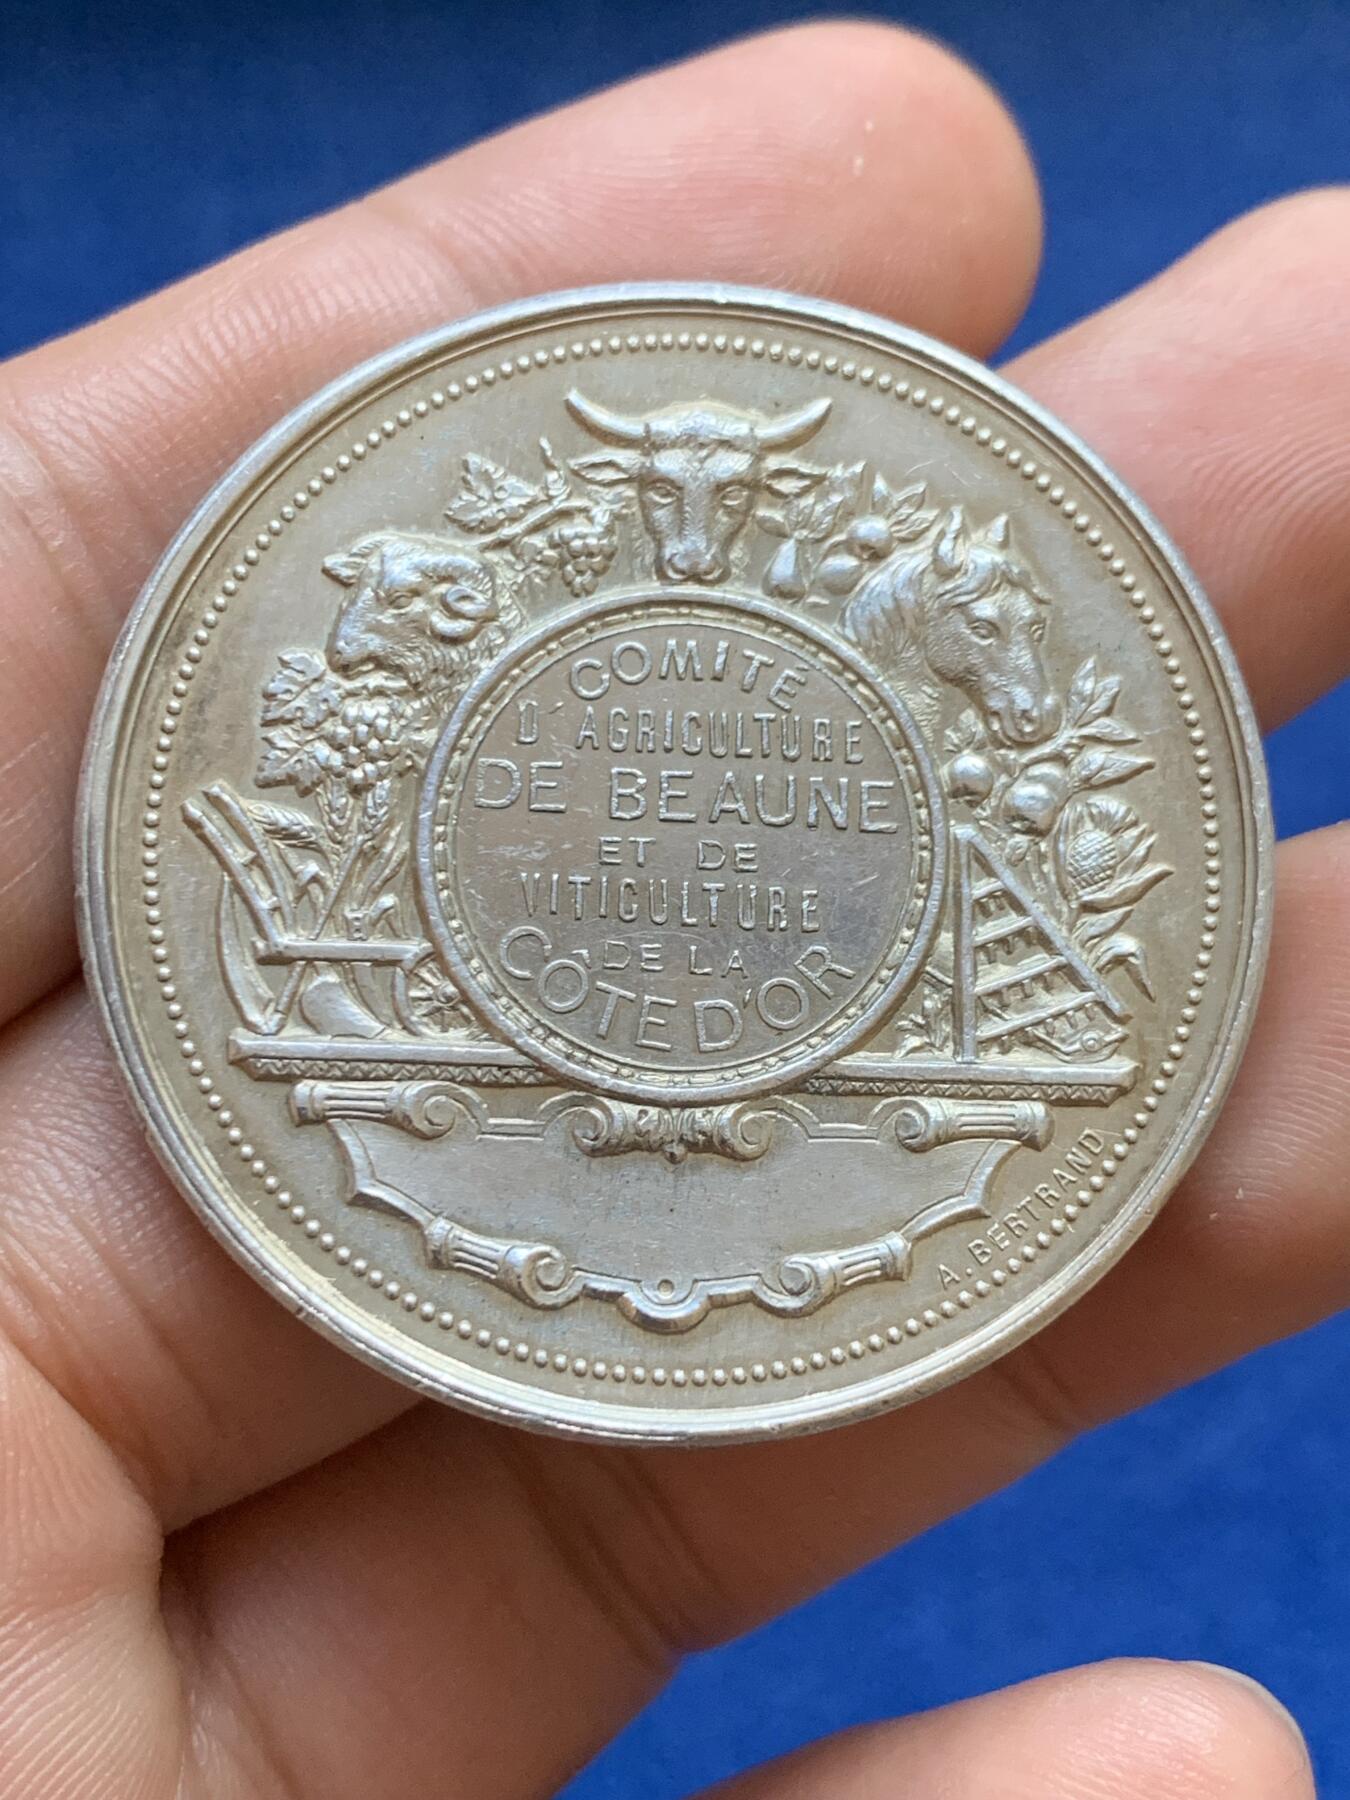 COMITÉ
D'AGRICULTURE
DE BEAUNE
ET DE
VITICULTURE
DE LA
CÔTE D'OR
A. BERTRAND